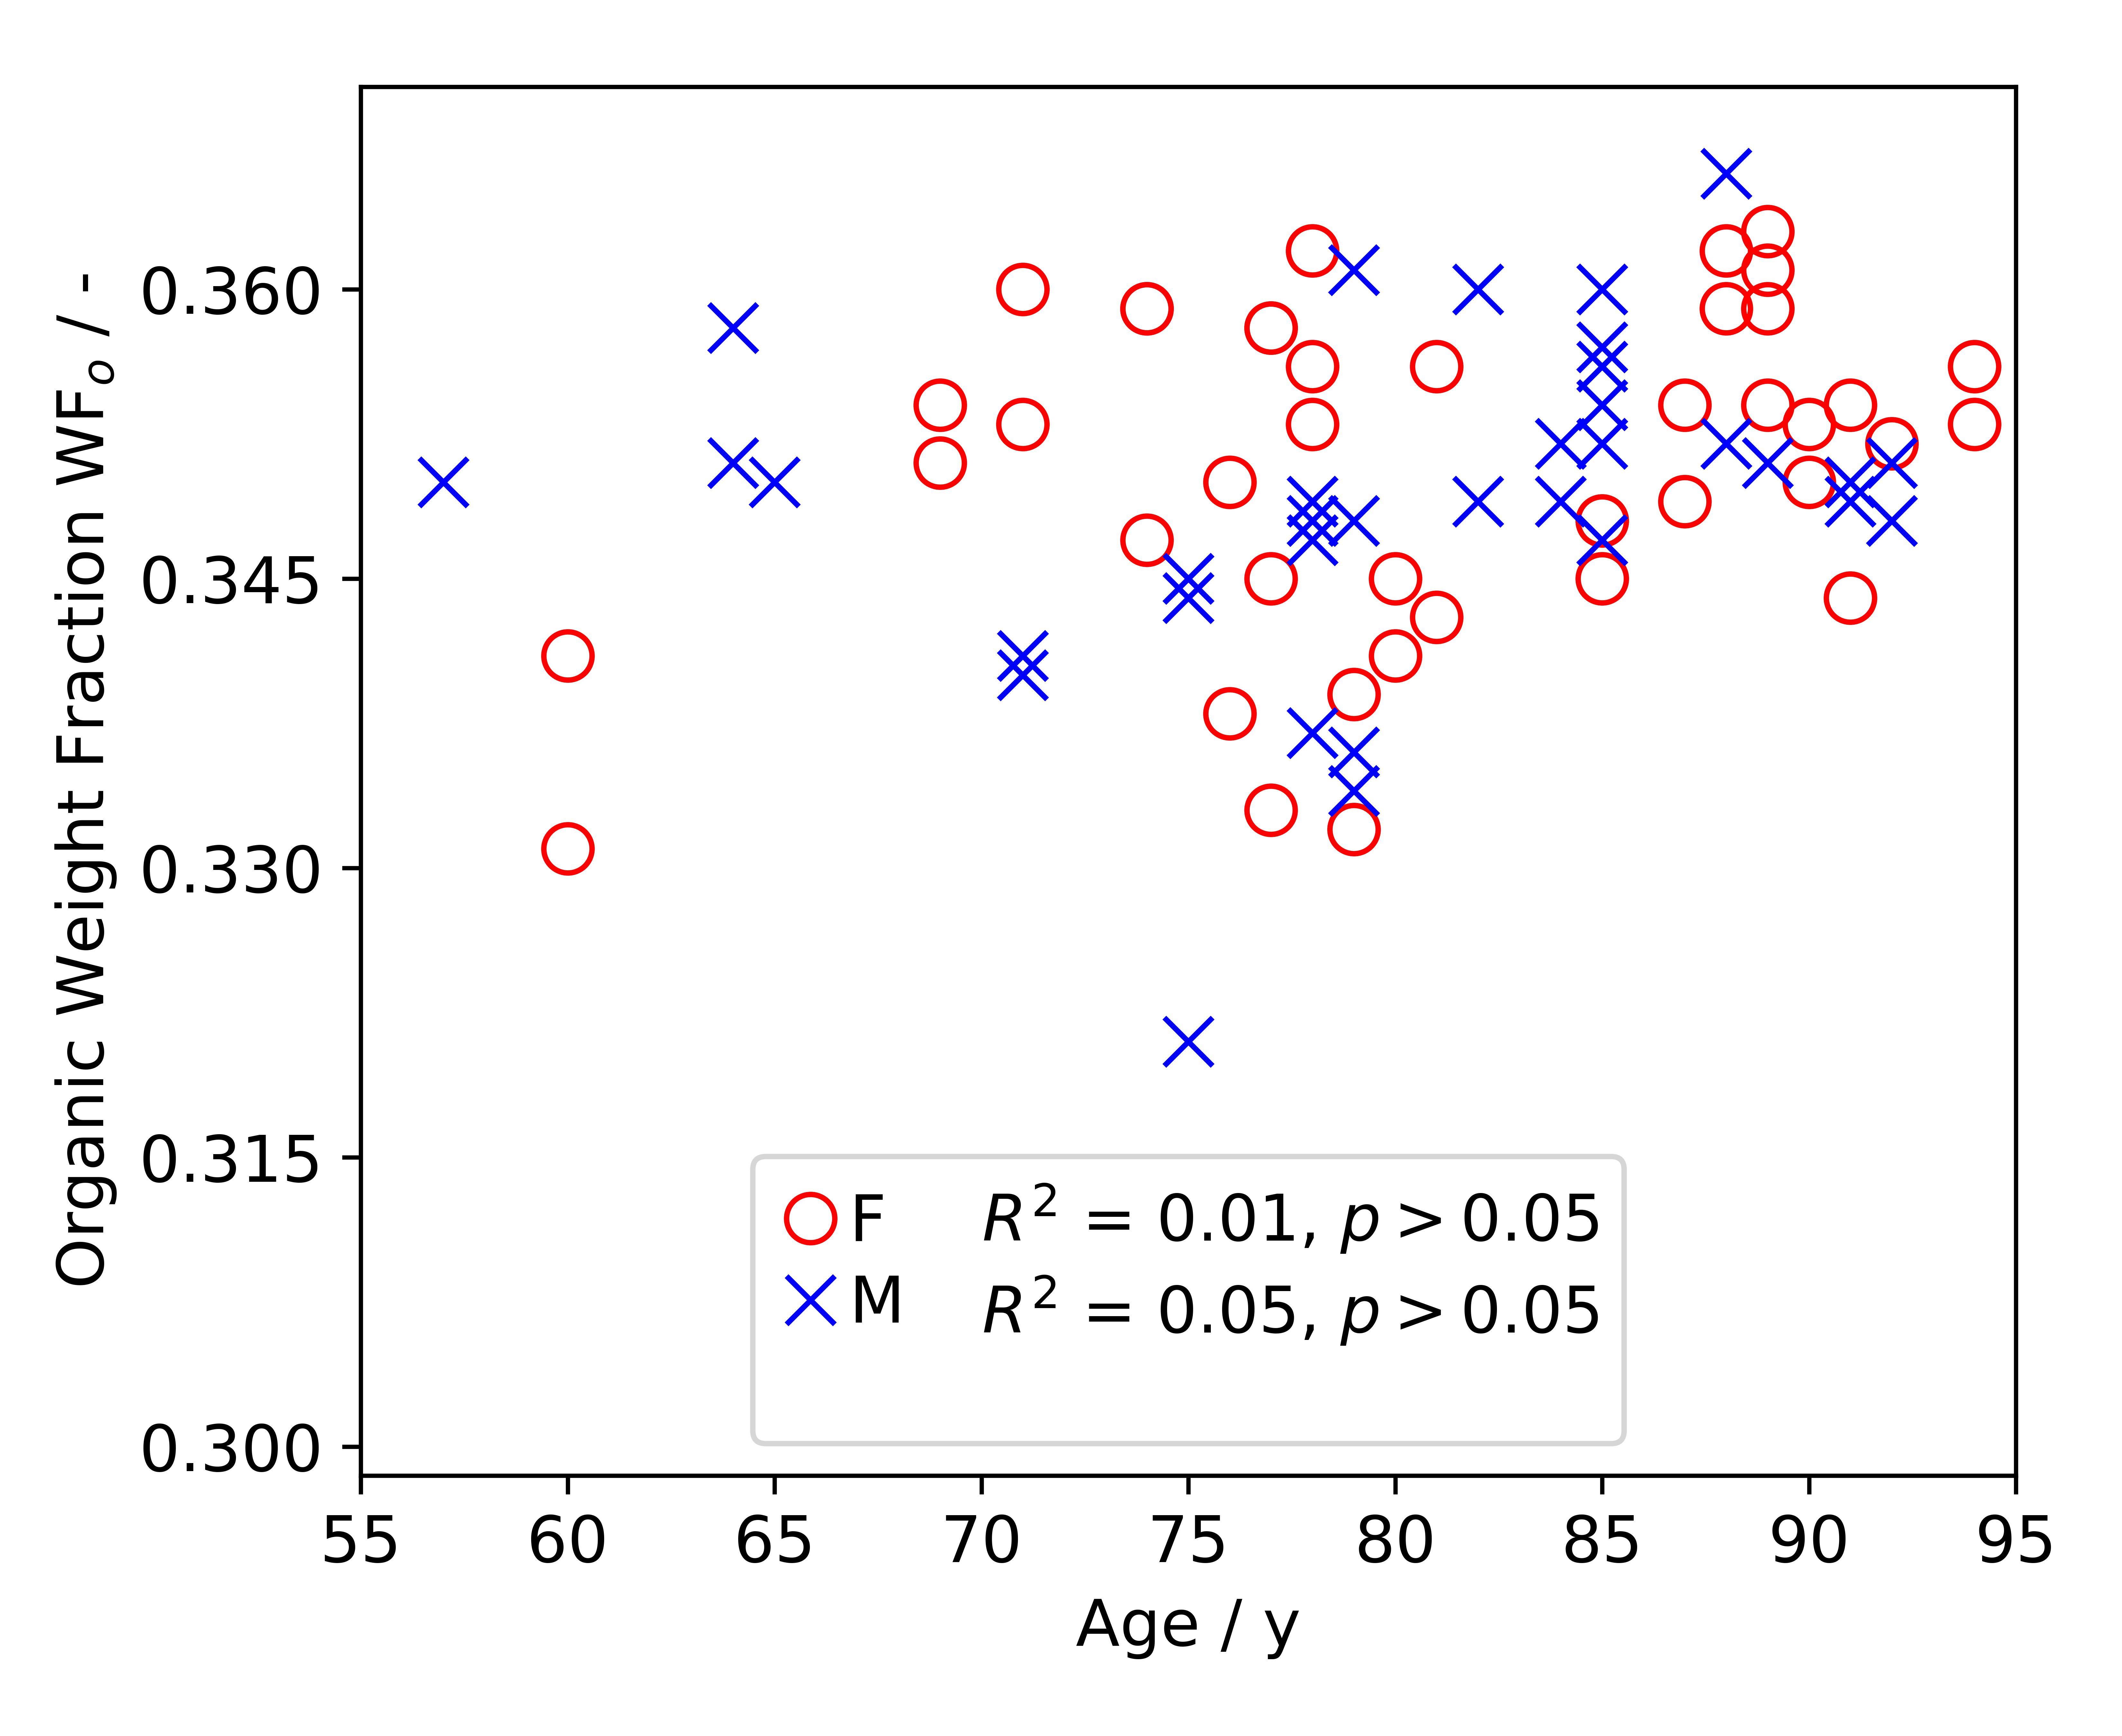 Organic Weight Fraction WFₒ / -
0.360
0.345
0.330
0.315
0.300
F R² = 0.01, p > 0.05
M R² = 0.05, p > 0.05
55 60 65 70 75 80 85 90 95
Age / y